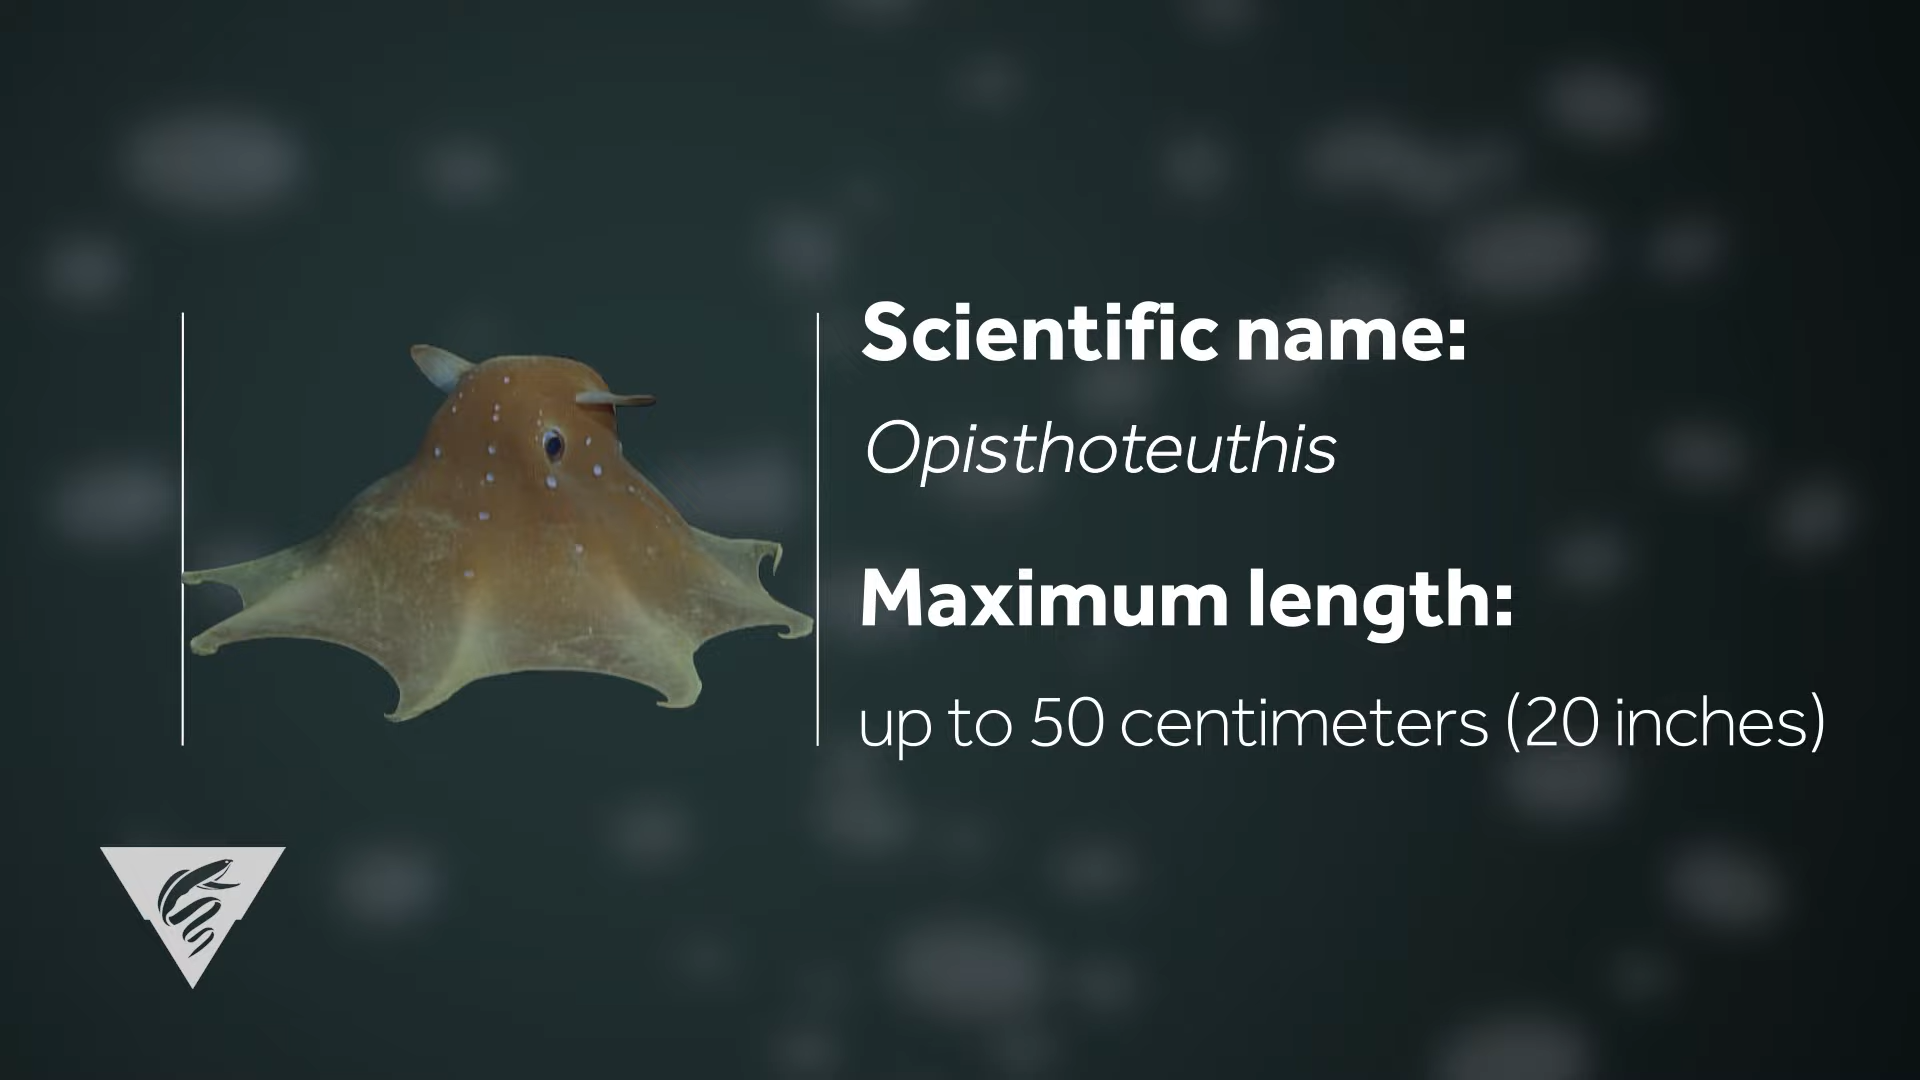 Scientific name:
Opisthoteuthis
Maximum length:
up to 50 centimeters (20 inches)